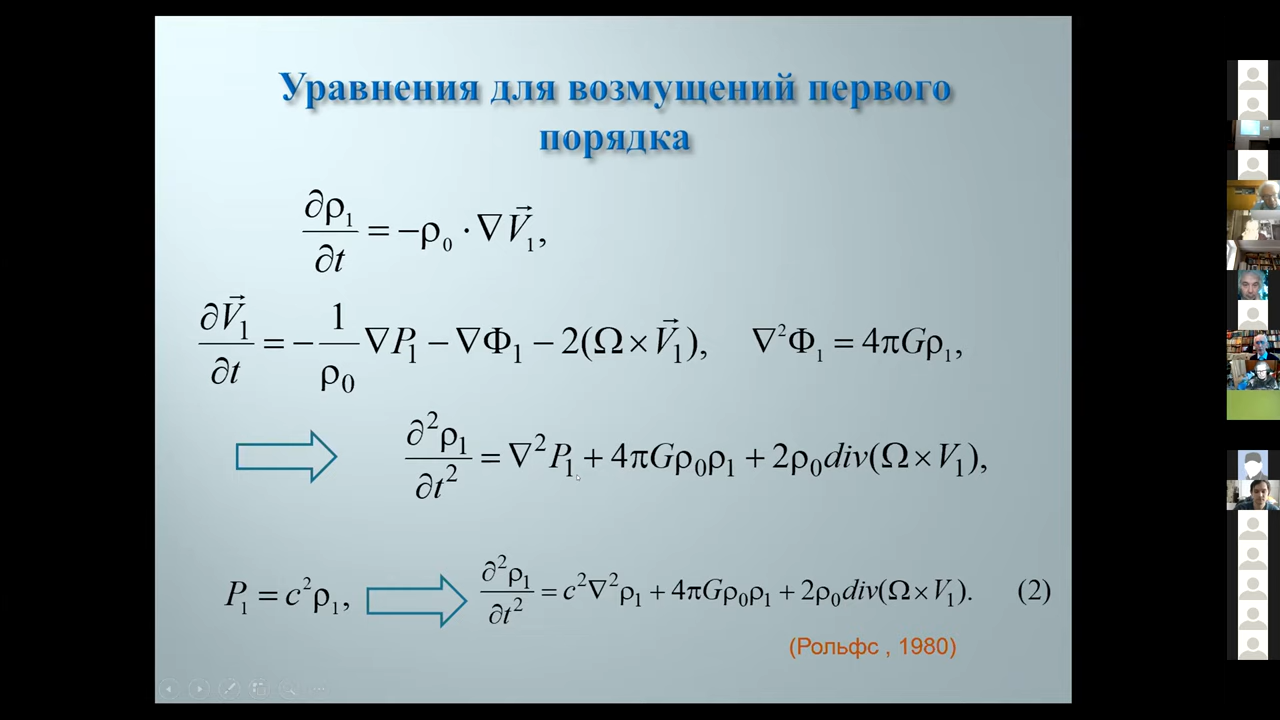 Уравнения для возмущений первого
порядка
∂ρ₁/∂t = −ρ₀ · ∇V⃗₁,
∂V⃗₁/∂t = −(1/ρ₀)∇P₁ − ∇Φ₁ − 2(Ω × V⃗₁), ∇²Φ₁ = 4πGρ₁,
∂²ρ₁/∂t² = ∇²P₁ + 4πGρ₀ρ₁ + 2ρ₀div(Ω × V₁),
P₁ = c²ρ₁, ∂²ρ₁/∂t² = c²∇²ρ₁ + 4πGρ₀ρ₁ + 2ρ₀div(Ω × V₁). (2)
(Рольфс , 1980)